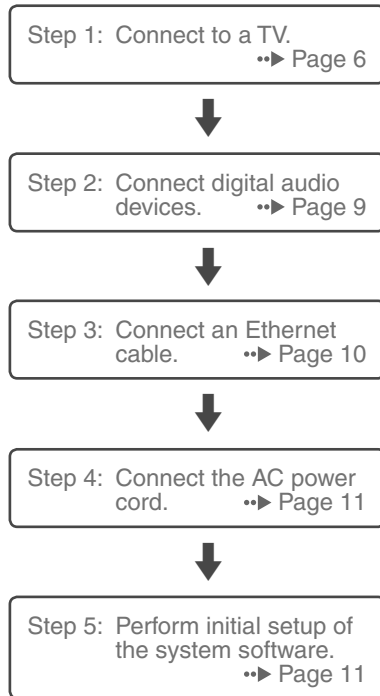 Step 1: Connect to a TV.
••▶ Page 6
Step 2: Connect digital audio
devices. ••▶ Page 9
Step 3: Connect an Ethernet
cable. ••▶ Page 10
Step 4: Connect the AC power
cord. ••▶ Page 11
Step 5: Perform initial setup of
the system software.
••▶ Page 11